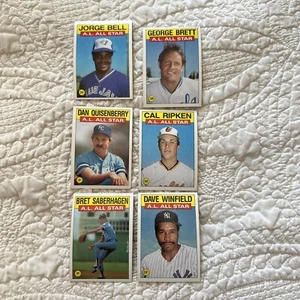 JORGE BELL
A.L. ALL STAR
GEORGE BRETT
A.L. ALL STAR
DAN QUISENBERRY
A.L. ALL STAR
CAL RIPKEN
A.L. ALL STAR
BRET SABERHAGEN
A.L. ALL STAR
DAVE WINFIELD
A.L. ALL STAR